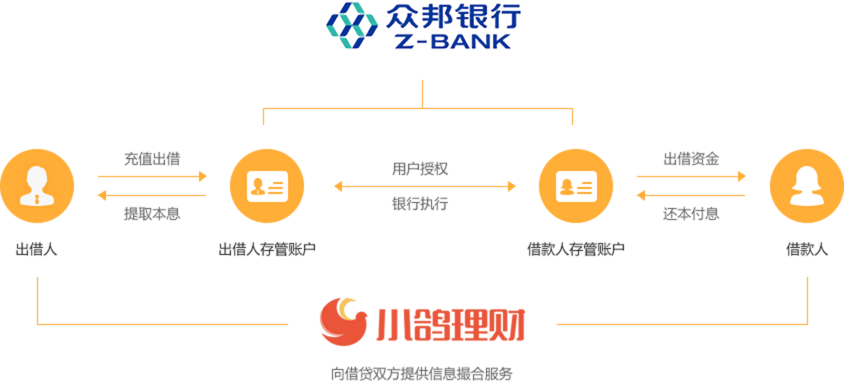 众邦银行
Z-BANK
充值出借
提取本息
用户授权
银行执行
出借资金
还本付息
出借人
出借人存管账户
借款人存管账户
借款人
小鸽理财
向借贷双方提供信息撮合服务